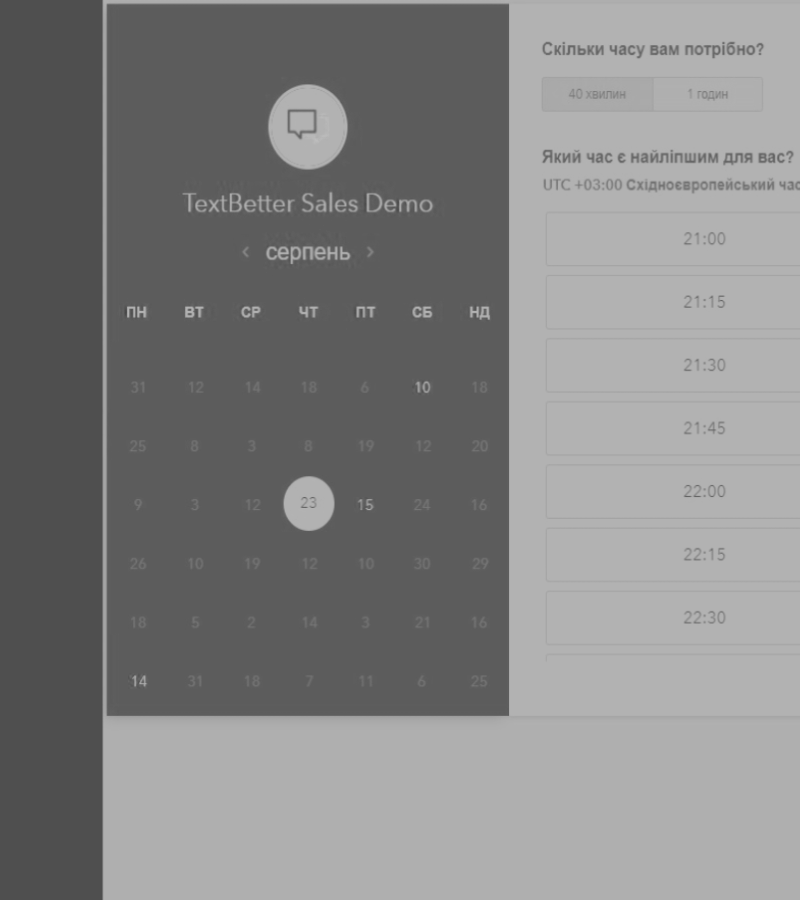 TextBetter Sales Demo
‹ серпень ›
ПН ВТ СР ЧТ ПТ СБ НД
31 12 14 18 6 10 18
25 8 3 8 19 12 20
9 3 12 23 15 24 16
26 10 19 12 10 30 29
18 5 2 14 3 21 16
14 31 18 7 11 6 25
Скільки часу вам потрібно?
40 хвилин 1 годин
Який час є найліпшим для вас?
UTC +03:00 Східноєвропейський час
21:00
21:15
21:30
21:45
22:00
22:15
22:30